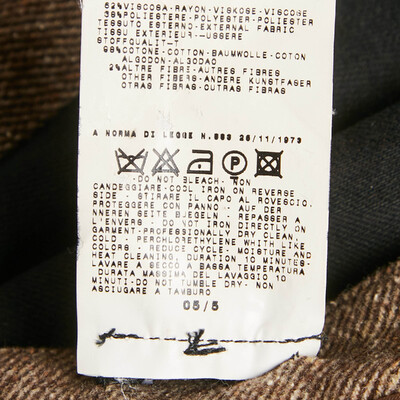 62%VISCOSA-RAYON-VISKOSE-VISCOSE
38%POLIESTERE-POLYESTER-POLIESTER
TESSUTO ESTERNO-EXTERNAL FABRIC
TISSU EXTERIEUR-AUSSERE
STOFFQUALIT-T
98%COTONE-COTTON-BAUMWOLLE-COTON
ALGODON-ALGODAO
2%ALTRE FIBRE-AUTRES FIBRES
OTHER FIBERS-ANDERE KUNSTFASER
OTRAS FIBRAS-OUTRAS FIBRAS
A NORMA DI LEGGE N.883 26/11/1973
P
DO NOT BLEACH- NON
CANDEGGIARE-COOL IRON ON REVERSE
SIDE - STIRARE IL CAPO AL ROVESCIO.
PROTEGGERE CON PANNO - AUF DER
NNEREN SEITE BUEGELN - REPASSER A
L'ENVERS - DO NOT IRON DIRECTLY ON
GARMENT-PROFESSIONALLY DRY CLEAN.
COLD - PERCHLORETHYLENE WHITH LIKE
COLORS - REDUCE CYCLE- MOISTURE AND
HEAT CLEANING, DURATION 10 MINUTES-
LAVARE A SECCO A BASSA TEMPERATURA
DURATA MASSIMA DEL LAVAGGIO 10
MINUTI-DO NOT TUMBLE DRY- NON
ASCIUGARE A TAMBURO
05/5